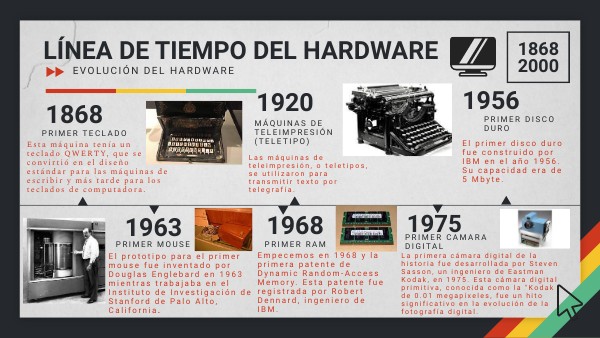 LÍNEA DE TIEMPO DEL HARDWARE
EVOLUCIÓN DEL HARDWARE
1868
2000
1868
PRIMER TECLADO
Esta máquina tenía un
teclado QWERTY, que se
convirtió en el diseño
estándar para las máquinas de
escribir y más tarde para los
teclados de computadora.
1920
MÁQUINAS DE
TELEIMPRESIÓN
(TELETIPO)
Las máquinas de
teleimpresión, o teletipos,
se utilizaron para
transmitir texto por
telegrafía.
1956
PRIMER DISCO
DURO
El primer disco duro
fue construido por
IBM en el año 1956.
Su capacidad era de
5 Mbyte.
1963
PRIMER MOUSE
El prototipo para el primer
mouse fue inventado por
Douglas Englebard en 1963
mientras trabajaba en el
Instituto de Investigación de
Stanford de Palo Alto,
California.
1968
PRIMER RAM
Empecemos en 1968 y la
primera patente de
Dynamic Random-Access
Memory. Esta patente fue
registrada por Robert
Dennard, ingeniero de
IBM.
1975
PRIMER CAMARA
DIGITAL
La primera cámara digital de la
historia fue desarrollada por Steven
Sasson, un ingeniero de Eastman
Kodak, en 1975. Esta cámara digital
primitiva, conocida como la "Kodak
de 0.01 megapíxeles, fue un hito
significativo en la evolución de la
fotografía digital